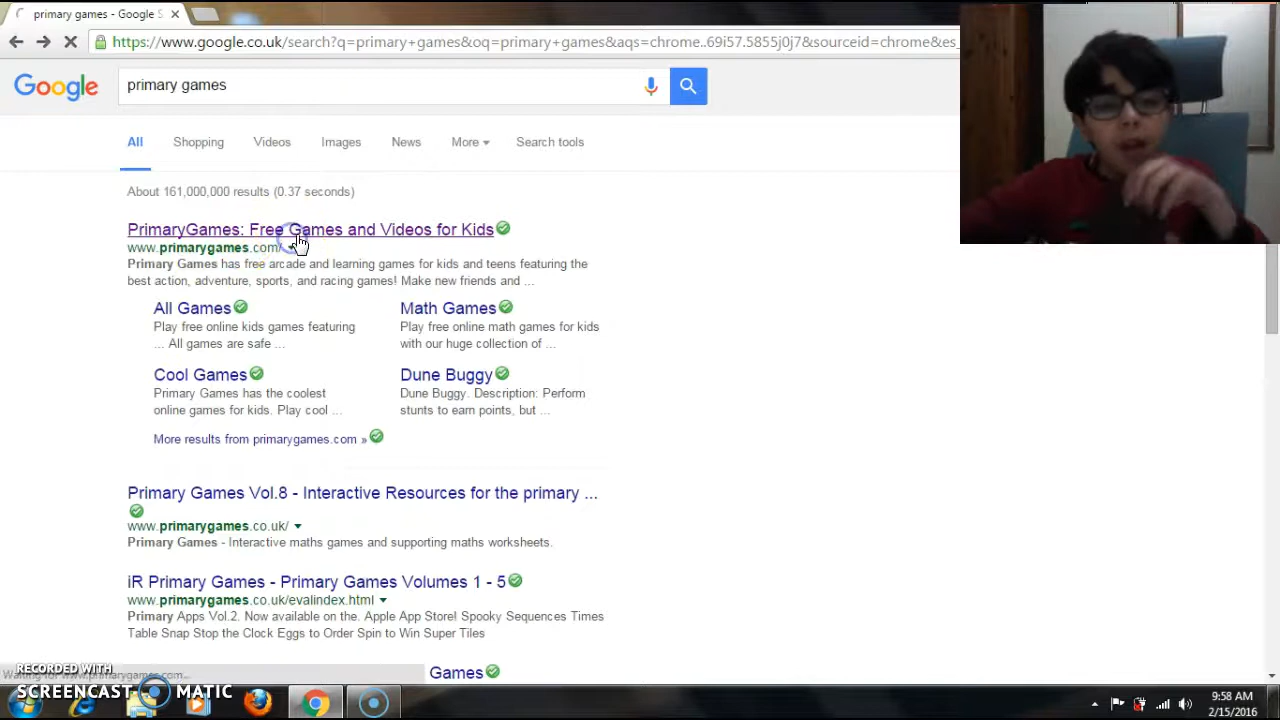 primary games - Google S
https://www.google.co.uk/search?q=primary+games&oq=primary+games&aqs=chrome..69i57.5855j0j7&sourceid=chrome&es_
Google
primary games
All Shopping Videos Images News More Search tools
About 161,000,000 results (0.37 seconds)
PrimaryGames: Free Games and Videos for Kids
www.primarygames.com/
Primary Games has free arcade and learning games for kids and teens featuring the
best action, adventure, sports, and racing games! Make new friends and ...
All Games
Play free online kids games featuring
... All games are safe ...
Math Games
Play free online math games for kids
with our huge collection of ...
Cool Games
Primary Games has the coolest
online games for kids. Play cool ...
Dune Buggy
Dune Buggy. Description: Perform
stunts to earn points, but ...
More results from primarygames.com »
Primary Games Vol.8 - Interactive Resources for the primary ...
www.primarygames.co.uk/
Primary Games - Interactive maths games and supporting maths worksheets.
iR Primary Games - Primary Games Volumes 1 - 5
www.primarygames.co.uk/evalindex.html
Primary Apps Vol.2. Now available on the. Apple App Store! Spooky Sequences Times
Table Snap Stop the Clock Eggs to Order Spin to Win Super Tiles
Games
Waiting for www.primarygames.com...
RECORDED WITH
SCREENCAST MATIC
9:58 AM
2/15/2016